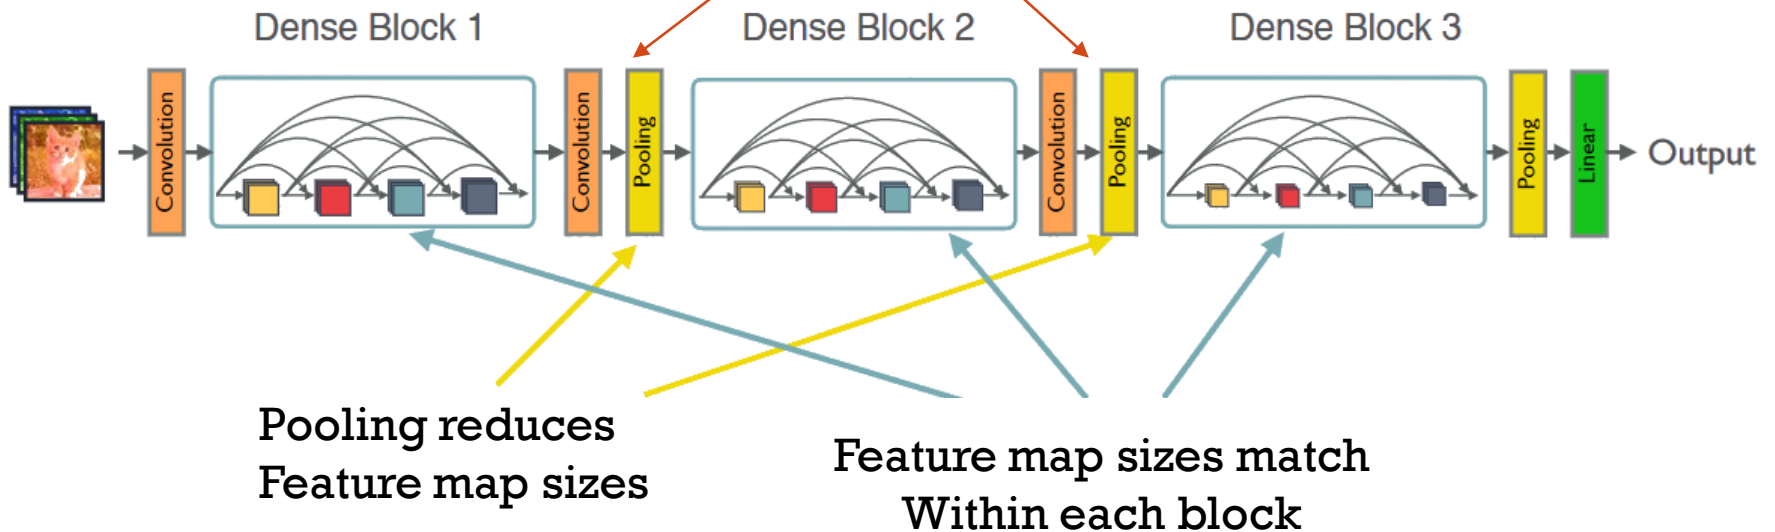 Dense Block 1
Dense Block 2
Dense Block 3
Convolution
Convolution
Pooling
Convolution
Pooling
Pooling
Linear
Output
Pooling reduces
Feature map sizes
Feature map sizes match
Within each block